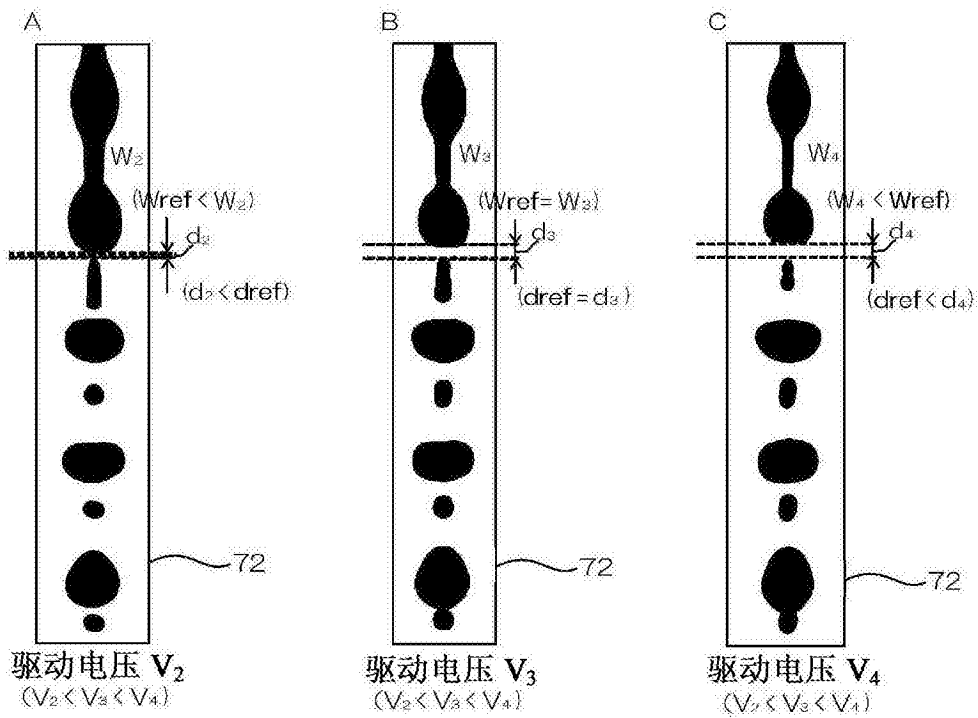 A
W₂
(Wref<W₂)
d₂
(d₂<dref)
72
驱动电压 V₂
(V₂<V₃<V₄)
B
W₃
(Wref=W₃)
d₃
(dref=d₃)
72
驱动电压 V₃
(V₂<V₃<V₄)
C
W₄
(W₄<Wref)
d₄
(dref<d₄)
72
驱动电压 V₄
(V₂<V₃<V₄)